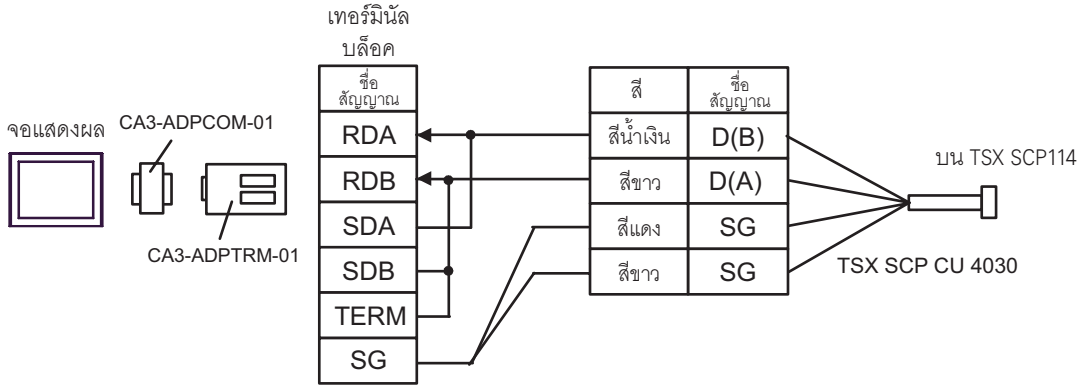 เทอร์มินัล
บล็อค
ชื่อ
สัญญาณ
RDA
RDB
SDA
SDB
TERM
SG
จอแสดงผล
CA3-ADPCOM-01
CA3-ADPTRM-01
สี
ชื่อ
สัญญาณ
สีน้ำเงิน D(B)
สีขาว D(A)
สีแดง SG
สีขาว SG
บน TSX SCP114
TSX SCP CU 4030